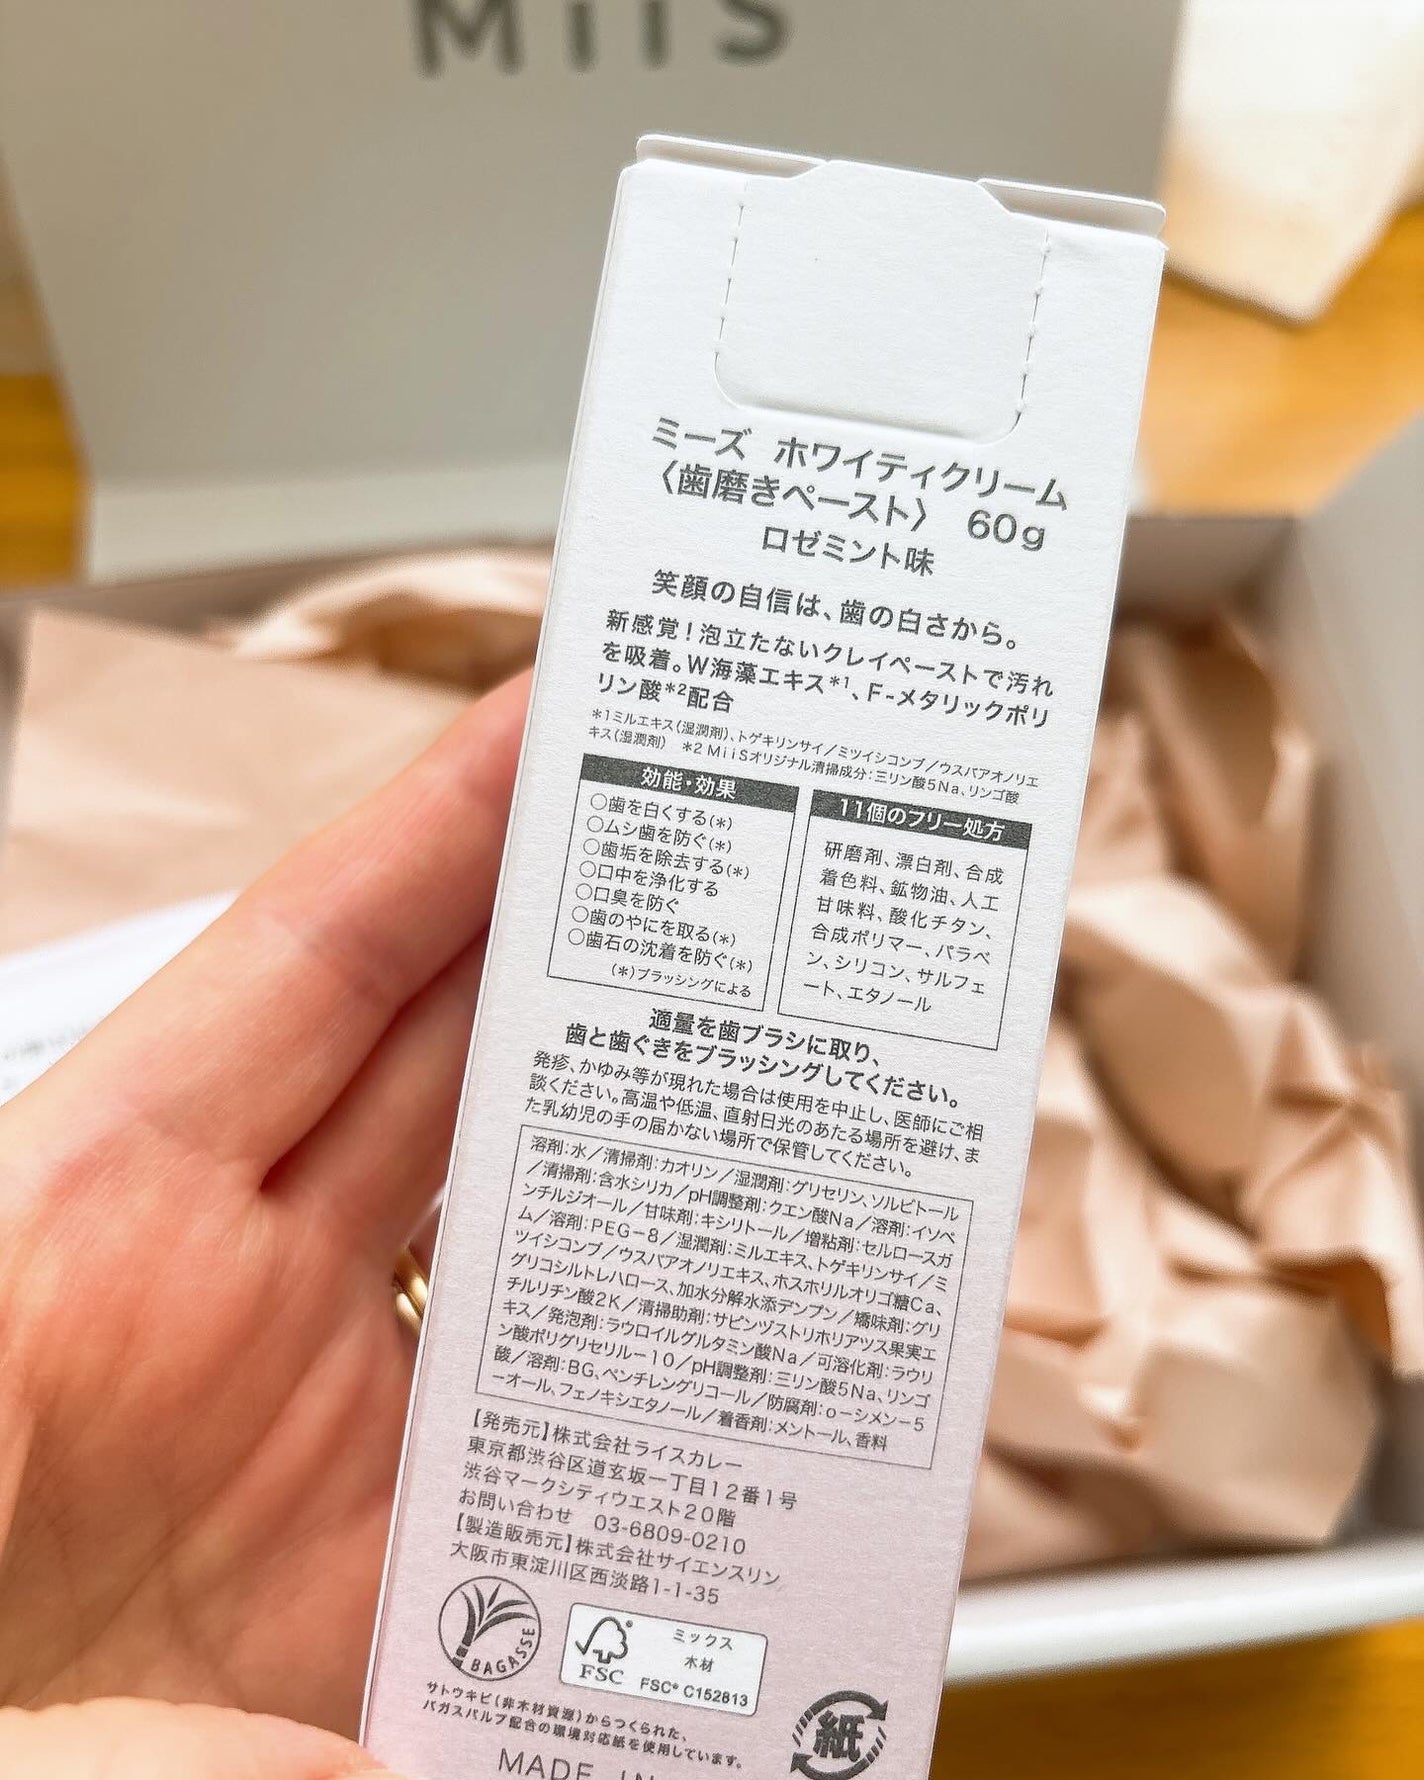 MiiS
ミーズ ホワイティクリーム
〈歯磨きペースト〉 60g
ロゼミント味
笑顔の自信は、歯の白さから。
新感覚！泡立たないクレイペーストで汚れ
を吸着。W海藻エキス*1、F-メタリックポリ
リン酸*2配合
*1ミルエキス(湿潤剤)、トゲキリンサイ／ミツイシコンブ／ウスバアオノリエ
キス(湿潤剤) *2 MiiSオリジナル清掃成分：三リン酸5Na、リンゴ酸
効能・効果
○歯を白くする(*)
○ムシ歯を防ぐ(*)
○歯垢を除去する(*)
○口中を浄化する
○口臭を防ぐ
○歯のやにを取る(*)
○歯石の沈着を防ぐ(*)
(*)ブラッシングによる
11個のフリー処方
研磨剤、漂白剤、合成
着色料、鉱物油、人工
甘味料、酸化チタン、
合成ポリマー、パラベ
ン、シリコン、サルフェ
ート、エタノール
適量を歯ブラシに取り、
歯と歯ぐきをブラッシングしてください。
発疹、かゆみ等が現れた場合は使用を中止し、医師にご相
談ください。高温や低温、直射日光のあたる場所を避け、ま
た乳幼児の手の届かない場所で保管してください。
溶剤：水／清掃剤：カオリン／湿潤剤：グリセリン、ソルビトール
／清掃剤：含水シリカ／pH調整剤：クエン酸Na／溶剤：イソペ
ンチルジオール／甘味剤：キシリトール／増粘剤：セルロースガ
ム／溶剤：PEG－8／湿潤剤：ミルエキス、トゲキリンサイ／ミ
ツイシコンブ／ウスバアオノリエキス、ホスホリルオリゴ糖Ca、
グリコシルトレハロース、加水分解水添デンプン／矯味剤：グリ
チルリチン酸2K／清掃助剤：サピンヅストリホリアツス果実エ
キス／発泡剤：ラウロイルグルタミン酸Na／可溶化剤：ラウリ
ン酸ポリグリセリル－10／pH調整剤：三リン酸5Na、リンゴ
酸／溶剤：BG、ペンチレングリコール／防腐剤：o－シメン－5
－オール、フェノキシエタノール／着香剤：メントール、香料
【発売元】株式会社ライスカレー
東京都渋谷区道玄坂一丁目12番1号
渋谷マークシティウエスト20階
お問い合わせ 03-6809-0210
【製造販売元】株式会社サイエンスリン
大阪市東淀川区西淡路1-1-35
BAGASSE
FSC
ミックス
木材
FSC® C152813
サトウキビ(非木材資源)からつくられた、
バガスパルプ配合の環境対応紙を使用しています。
紙
MADE IN